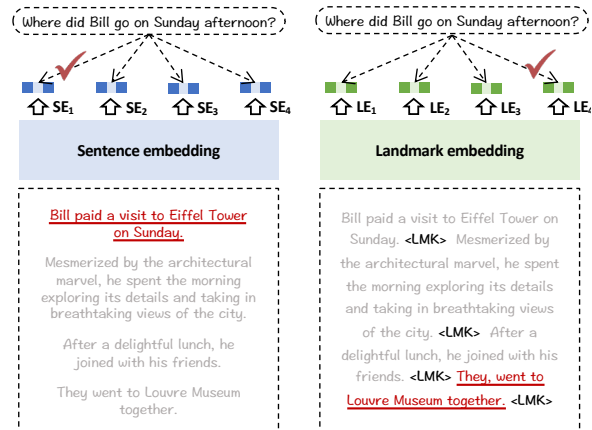 Where did Bill go on Sunday afternoon?
SE1 SE2 SE3 SE4
Sentence embedding
Bill paid a visit to Eiffel Tower
on Sunday.
Mesmerized by the architectural
marvel, he spent the morning
exploring its details and taking in
breathtaking views of the city.
After a delightful lunch, he
joined with his friends.
They went to Louvre Museum
together.
Where did Bill go on Sunday afternoon?
LE1 LE2 LE3 LE4
Landmark embedding
Bill paid a visit to Eiffel Tower on
Sunday. <LMK> Mesmerized by
the architectural marvel, he spent
the morning exploring its details
and taking in breathtaking views
of the city. <LMK> After a
delightful lunch, he joined with his
friends. <LMK> They, went to
Louvre Museum together. <LMK>